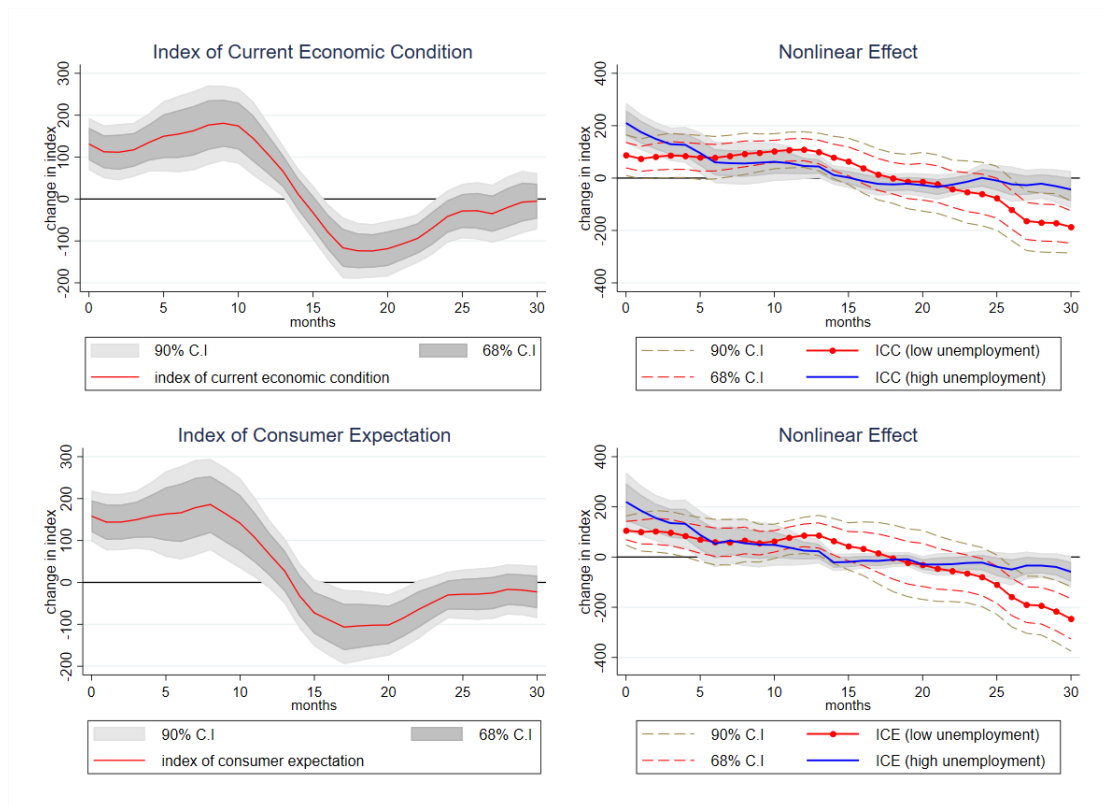 Index of Current Economic Condition
change in index
300
200
100
0
-100
-200
0 5 10 15 20 25 30
months
90% C.I 68% C.I
index of current economic condition
Nonlinear Effect
change in index
400
200
0
-200
-400
0 5 10 15 20 25 30
months
90% C.I ICC (low unemployment)
68% C.I ICC (high unemployment)
Index of Consumer Expectation
change in index
300
200
100
0
-100
-200
0 5 10 15 20 25 30
months
90% C.I 68% C.I
index of consumer expectation
Nonlinear Effect
change in index
400
200
0
-200
-400
0 5 10 15 20 25 30
months
90% C.I ICE (low unemployment)
68% C.I ICE (high unemployment)